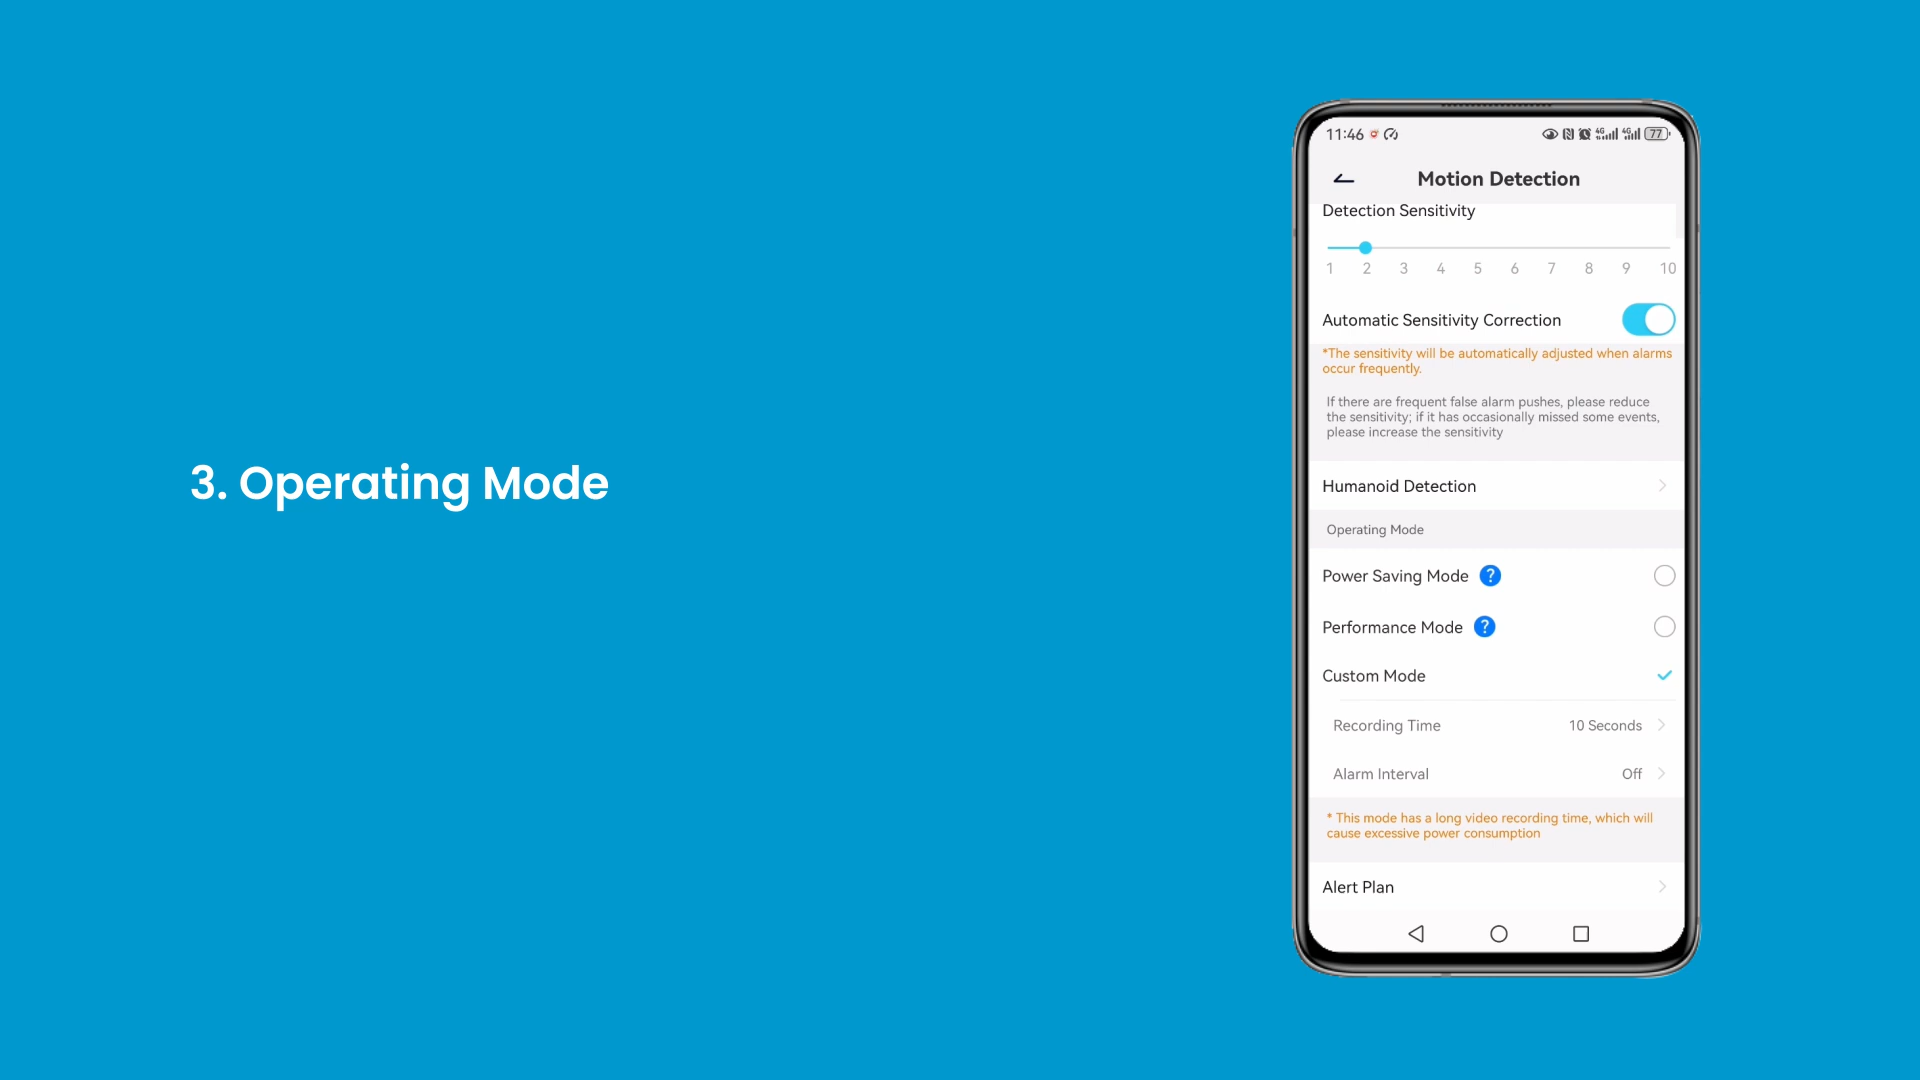 3. Operating Mode
11:46
4G 4G 77
Motion Detection
Detection Sensitivity
1 2 3 4 5 6 7 8 9 10
Automatic Sensitivity Correction
*The sensitivity will be automatically adjusted when alarms
occur frequently.
If there are frequent false alarm pushes, please reduce
the sensitivity; if it has occasionally missed some events,
please increase the sensitivity
Humanoid Detection
Operating Mode
Power Saving Mode ?
Performance Mode ?
Custom Mode
Recording Time 10 Seconds
Alarm Interval Off
* This mode has a long video recording time, which will
cause excessive power consumption
Alert Plan